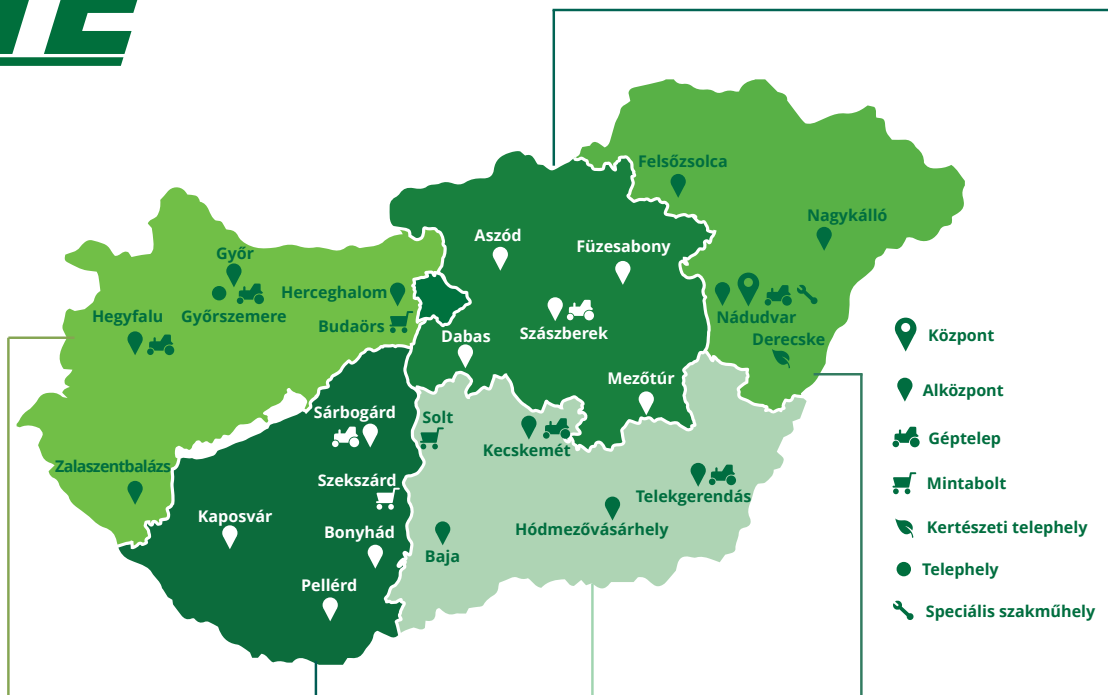 Felsőzsolca
Nagykálló
Aszód
Füzesabony
Győr
Herceghalom
Hegyfalu
Győrszemere
Budaörs
Nádudvar
Szászberek
Dabas
Derecske
Mezőtúr
Sárbogárd
Solt
Kecskemét
Zalaszentbalázs
Szekszárd
Telekgerendás
Kaposvár
Bonyhád
Hódmezővásárhely
Baja
Pellérd
Központ
Alközpont
Géptelep
Mintabolt
Kertészeti telephely
Telephely
Speciális szakműhely